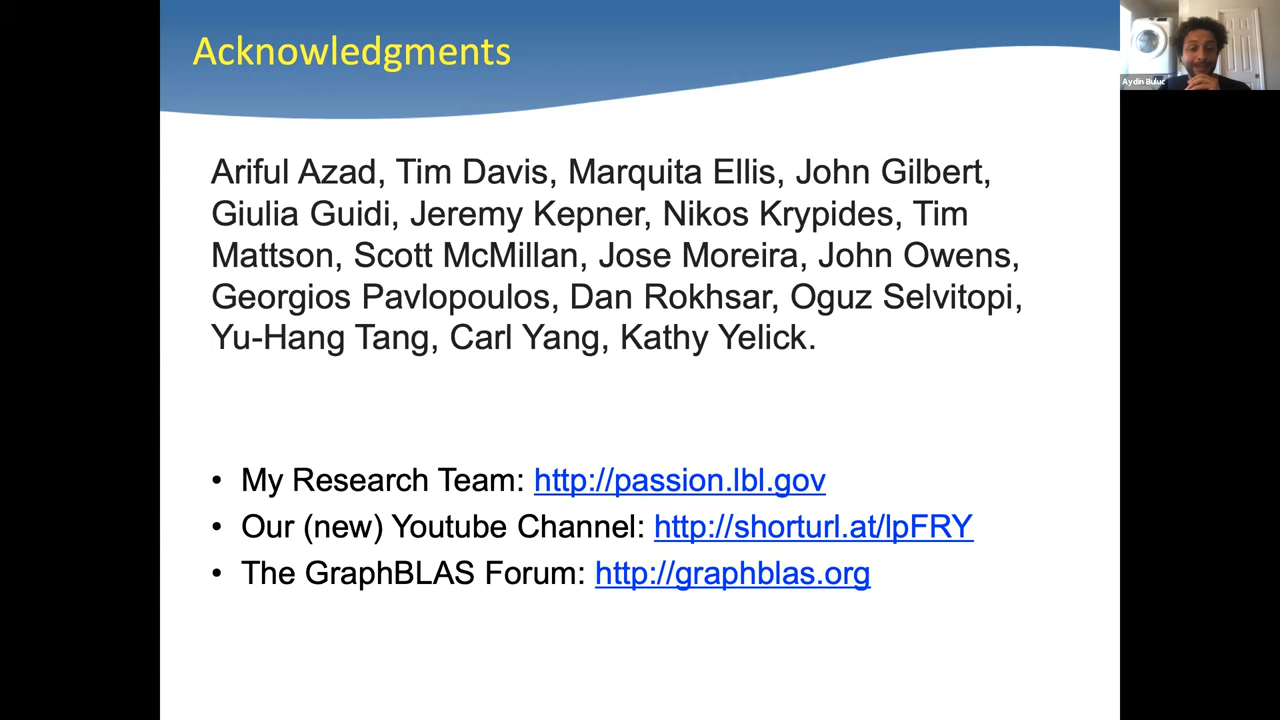 Acknowledgments
Aydin Buluc
Ariful Azad, Tim Davis, Marquita Ellis, John Gilbert,
Giulia Guidi, Jeremy Kepner, Nikos Krypides, Tim
Mattson, Scott McMillan, Jose Moreira, John Owens,
Georgios Pavlopoulos, Dan Rokhsar, Oguz Selvitopi,
Yu-Hang Tang, Carl Yang, Kathy Yelick.
• My Research Team: http://passion.lbl.gov
• Our (new) Youtube Channel: http://shorturl.at/lpFRY
• The GraphBLAS Forum: http://graphblas.org